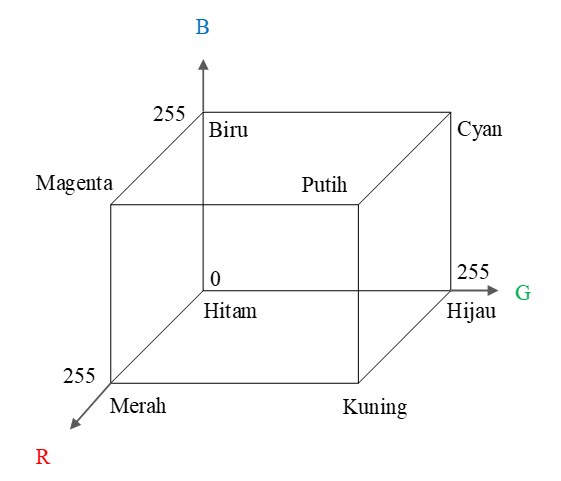 B
255
Biru
Cyan
Magenta
Putih
0
255
G
Hitam
Hijau
255
Merah
Kuning
R